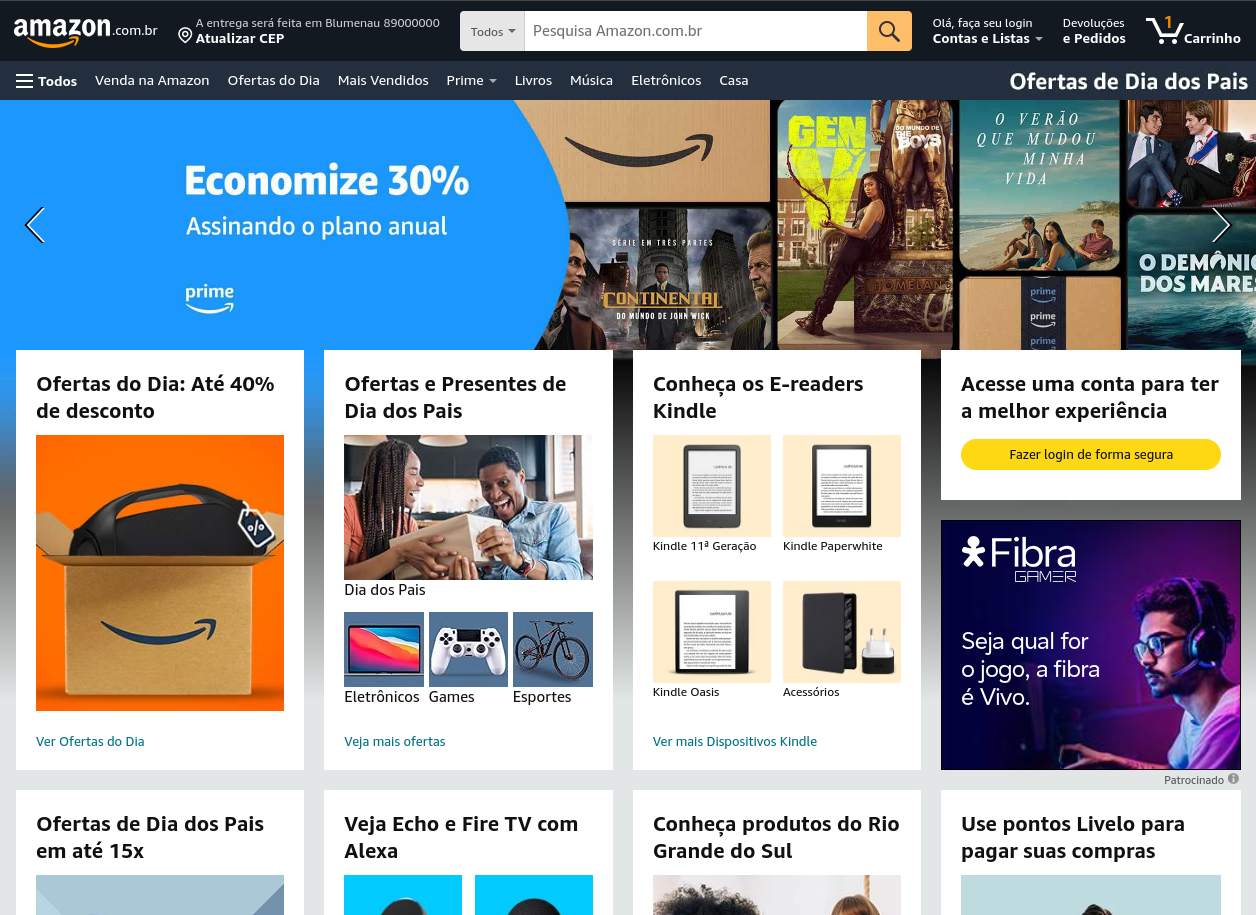 amazon.com.br
A entrega será feita em Blumenau 89000000
Atualizar CEP
Todos
Pesquisa Amazon.com.br
Olá, faça seu login
Contas e Listas
Devoluções
e Pedidos
1
Carrinho
Todos
Venda na Amazon
Ofertas do Dia
Mais Vendidos
Prime
Livros
Música
Eletrônicos
Casa
Ofertas de Dia dos Pais
Economize 30%
Assinando o plano anual
prime
SÉRIE EM TRÊS PARTES
CONTINENTAL
DO MUNDO DE JOHN WICK
GEN V
DO MUNDO DE
THE BOYS
HOMELAND
O VERÃO
QUE MUDOU
MINHA
VIDA
prime
prime
prime
O DEMÔNIO
DOS MARES
Ofertas do Dia: Até 40%
de desconto
%
Ver Ofertas do Dia
Ofertas e Presentes de
Dia dos Pais
Dia dos Pais
Eletrônicos
Games
Esportes
Veja mais ofertas
Conheça os E-readers
Kindle
Kindle 11ª Geração
Kindle Paperwhite
Kindle Oasis
Acessórios
Ver mais Dispositivos Kindle
Acesse uma conta para ter
a melhor experiência
Fazer login de forma segura
Fibra
GAMER
Seja qual for
o jogo, a fibra
é Vivo.
Patrocinado
Ofertas de Dia dos Pais
em até 15x
Veja Echo e Fire TV com
Alexa
Conheça produtos do Rio
Grande do Sul
Use pontos Livelo para
pagar suas compras